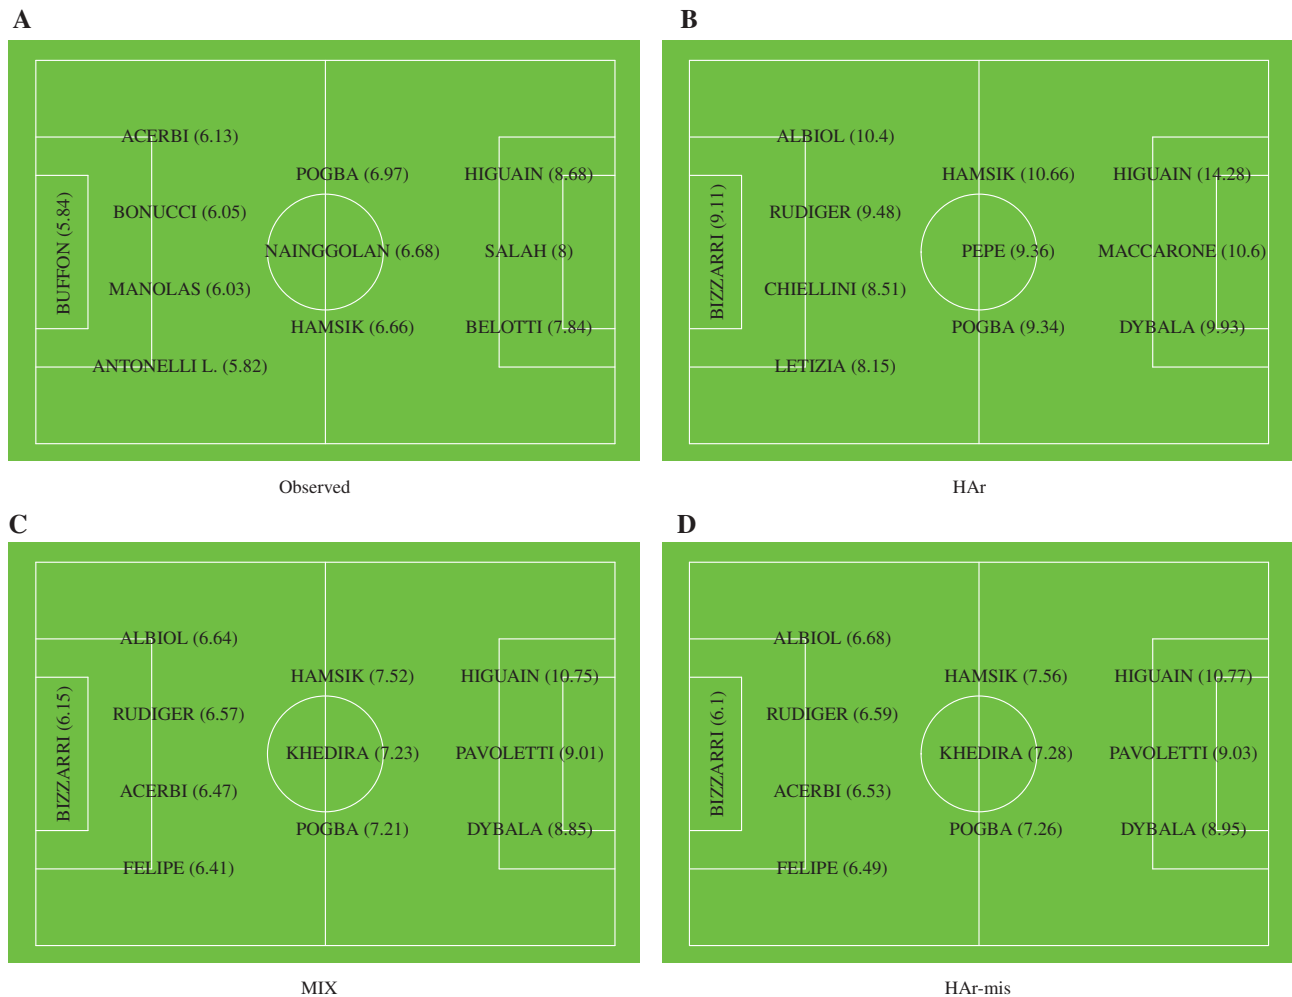 A
ACERBI (6.13)
POGBA (6.97)
HIGUAIN (8.68)
BUFFON (5.84)
BONUCCI (6.05)
NAINGGOLAN (6.68)
SALAH (8)
MANOLAS (6.03)
HAMSIK (6.66)
BELOTTI (7.84)
ANTONELLI L. (5.82)
Observed
B
ALBIOL (10.4)
HAMSIK (10.66)
HIGUAIN (14.28)
BIZZARRI (9.11)
RUDIGER (9.48)
PEPE (9.36)
MACCARONE (10.6)
CHIELLINI (8.51)
POGBA (9.34)
DYBALA (9.93)
LETIZIA (8.15)
HAr
C
ALBIOL (6.64)
HAMSIK (7.52)
HIGUAIN (10.75)
BIZZARRI (6.15)
RUDIGER (6.57)
KHEDIRA (7.23)
PAVOLETTI (9.01)
ACERBI (6.47)
POGBA (7.21)
DYBALA (8.85)
FELIPE (6.41)
MIX
D
ALBIOL (6.68)
HAMSIK (7.56)
HIGUAIN (10.77)
BIZZARRI (6.1)
RUDIGER (6.59)
KHEDIRA (7.28)
PAVOLETTI (9.03)
ACERBI (6.53)
POGBA (7.26)
DYBALA (8.95)
FELIPE (6.49)
HAr-mis